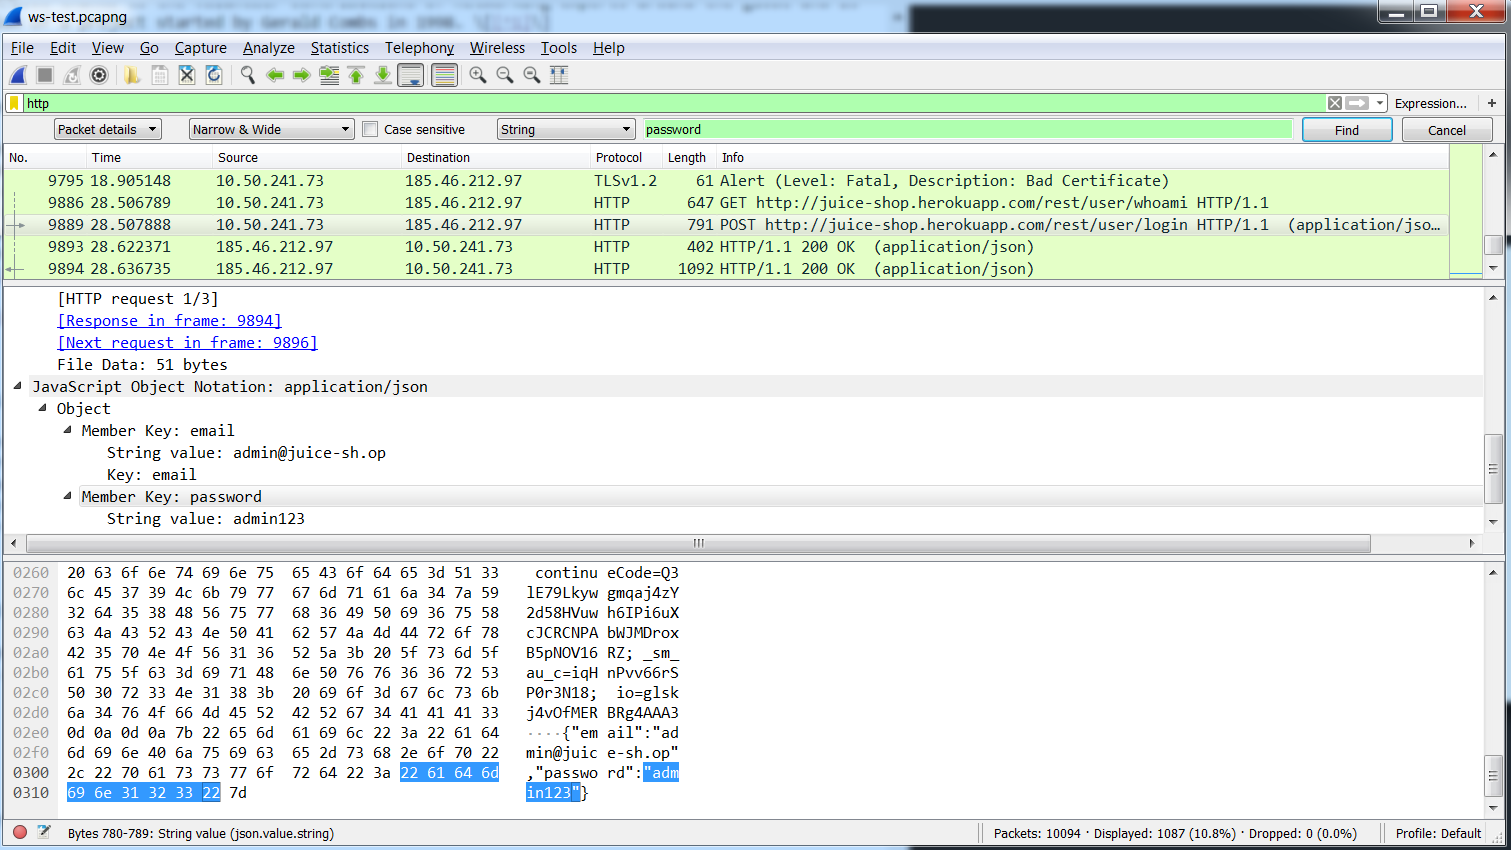 project started by Gerald Combs in 1998.
ws-test.pcapng
File Edit View Go Capture Analyze Statistics Telephony Wireless Tools Help
http Expression... +
Packet details Narrow & Wide Case sensitive String password Find Cancel
No. Time Source Destination Protocol Length Info
9795 18.905148 10.50.241.73 185.46.212.97 TLSv1.2 61 Alert (Level: Fatal, Description: Bad Certificate)
9886 28.506789 10.50.241.73 185.46.212.97 HTTP 647 GET http://juice-shop.herokuapp.com/rest/user/whoami HTTP/1.1
9889 28.507888 10.50.241.73 185.46.212.97 HTTP 791 POST http://juice-shop.herokuapp.com/rest/user/login HTTP/1.1 (application/jso...
9893 28.622371 185.46.212.97 10.50.241.73 HTTP 402 HTTP/1.1 200 OK (application/json)
9894 28.636735 185.46.212.97 10.50.241.73 HTTP 1092 HTTP/1.1 200 OK (application/json)
[HTTP request 1/3]
[Response in frame: 9894]
[Next request in frame: 9896]
File Data: 51 bytes
JavaScript Object Notation: application/json
Object
Member Key: email
String value: admin@juice-sh.op
Key: email
Member Key: password
String value: admin123
0260 20 63 6f 6e 74 69 6e 75 65 43 6f 64 65 3d 51 33 continu eCode=Q3
0270 6c 45 37 39 4c 6b 79 77 67 6d 71 61 6a 34 7a 59 lE79Lkyw gmqaj4zY
0280 32 64 35 38 48 56 75 77 68 36 49 50 69 36 75 58 2d58HVuw h6IPi6uX
0290 63 4a 43 52 43 4e 50 41 62 57 4a 4d 44 72 6f 78 cJCRCNPA bWJMDrox
02a0 42 35 70 4e 4f 56 31 36 52 5a 3b 20 5f 73 6d 5f B5pNOV16 RZ; _sm_
02b0 61 75 5f 63 3d 69 71 48 6e 50 76 76 36 36 72 53 au_c=iqH nPvv66rS
02c0 50 30 72 33 4e 31 38 3b 20 69 6f 3d 67 6c 73 6b P0r3N18; io=glsk
02d0 6a 34 76 4f 66 4d 45 52 42 52 67 34 41 41 41 33 j4vOfMER BRg4AAA3
02e0 0d 0a 0d 0a 7b 22 65 6d 61 69 6c 22 3a 22 61 64 ····{"em ail":"ad
02f0 6d 69 6e 40 6a 75 69 63 65 2d 73 68 2e 6f 70 22 min@juic e-sh.op"
0300 2c 22 70 61 73 73 77 6f 72 64 22 3a 22 61 64 6d ,"passwo rd":"adm
0310 69 6e 31 32 33 22 7d in123"}
Bytes 780-789: String value (json.value.string) Packets: 10094 · Displayed: 1087 (10.8%) · Dropped: 0 (0.0%) Profile: Default